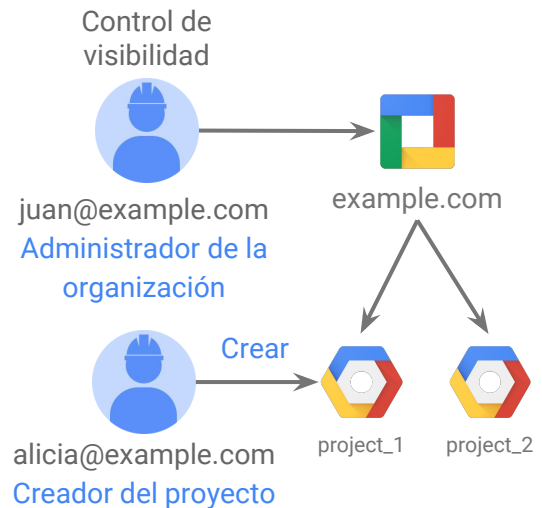 Control de
visibilidad
juan@example.com
Administrador de la
organización
example.com
Crear
alicia@example.com
Creador del proyecto
project_1
project_2